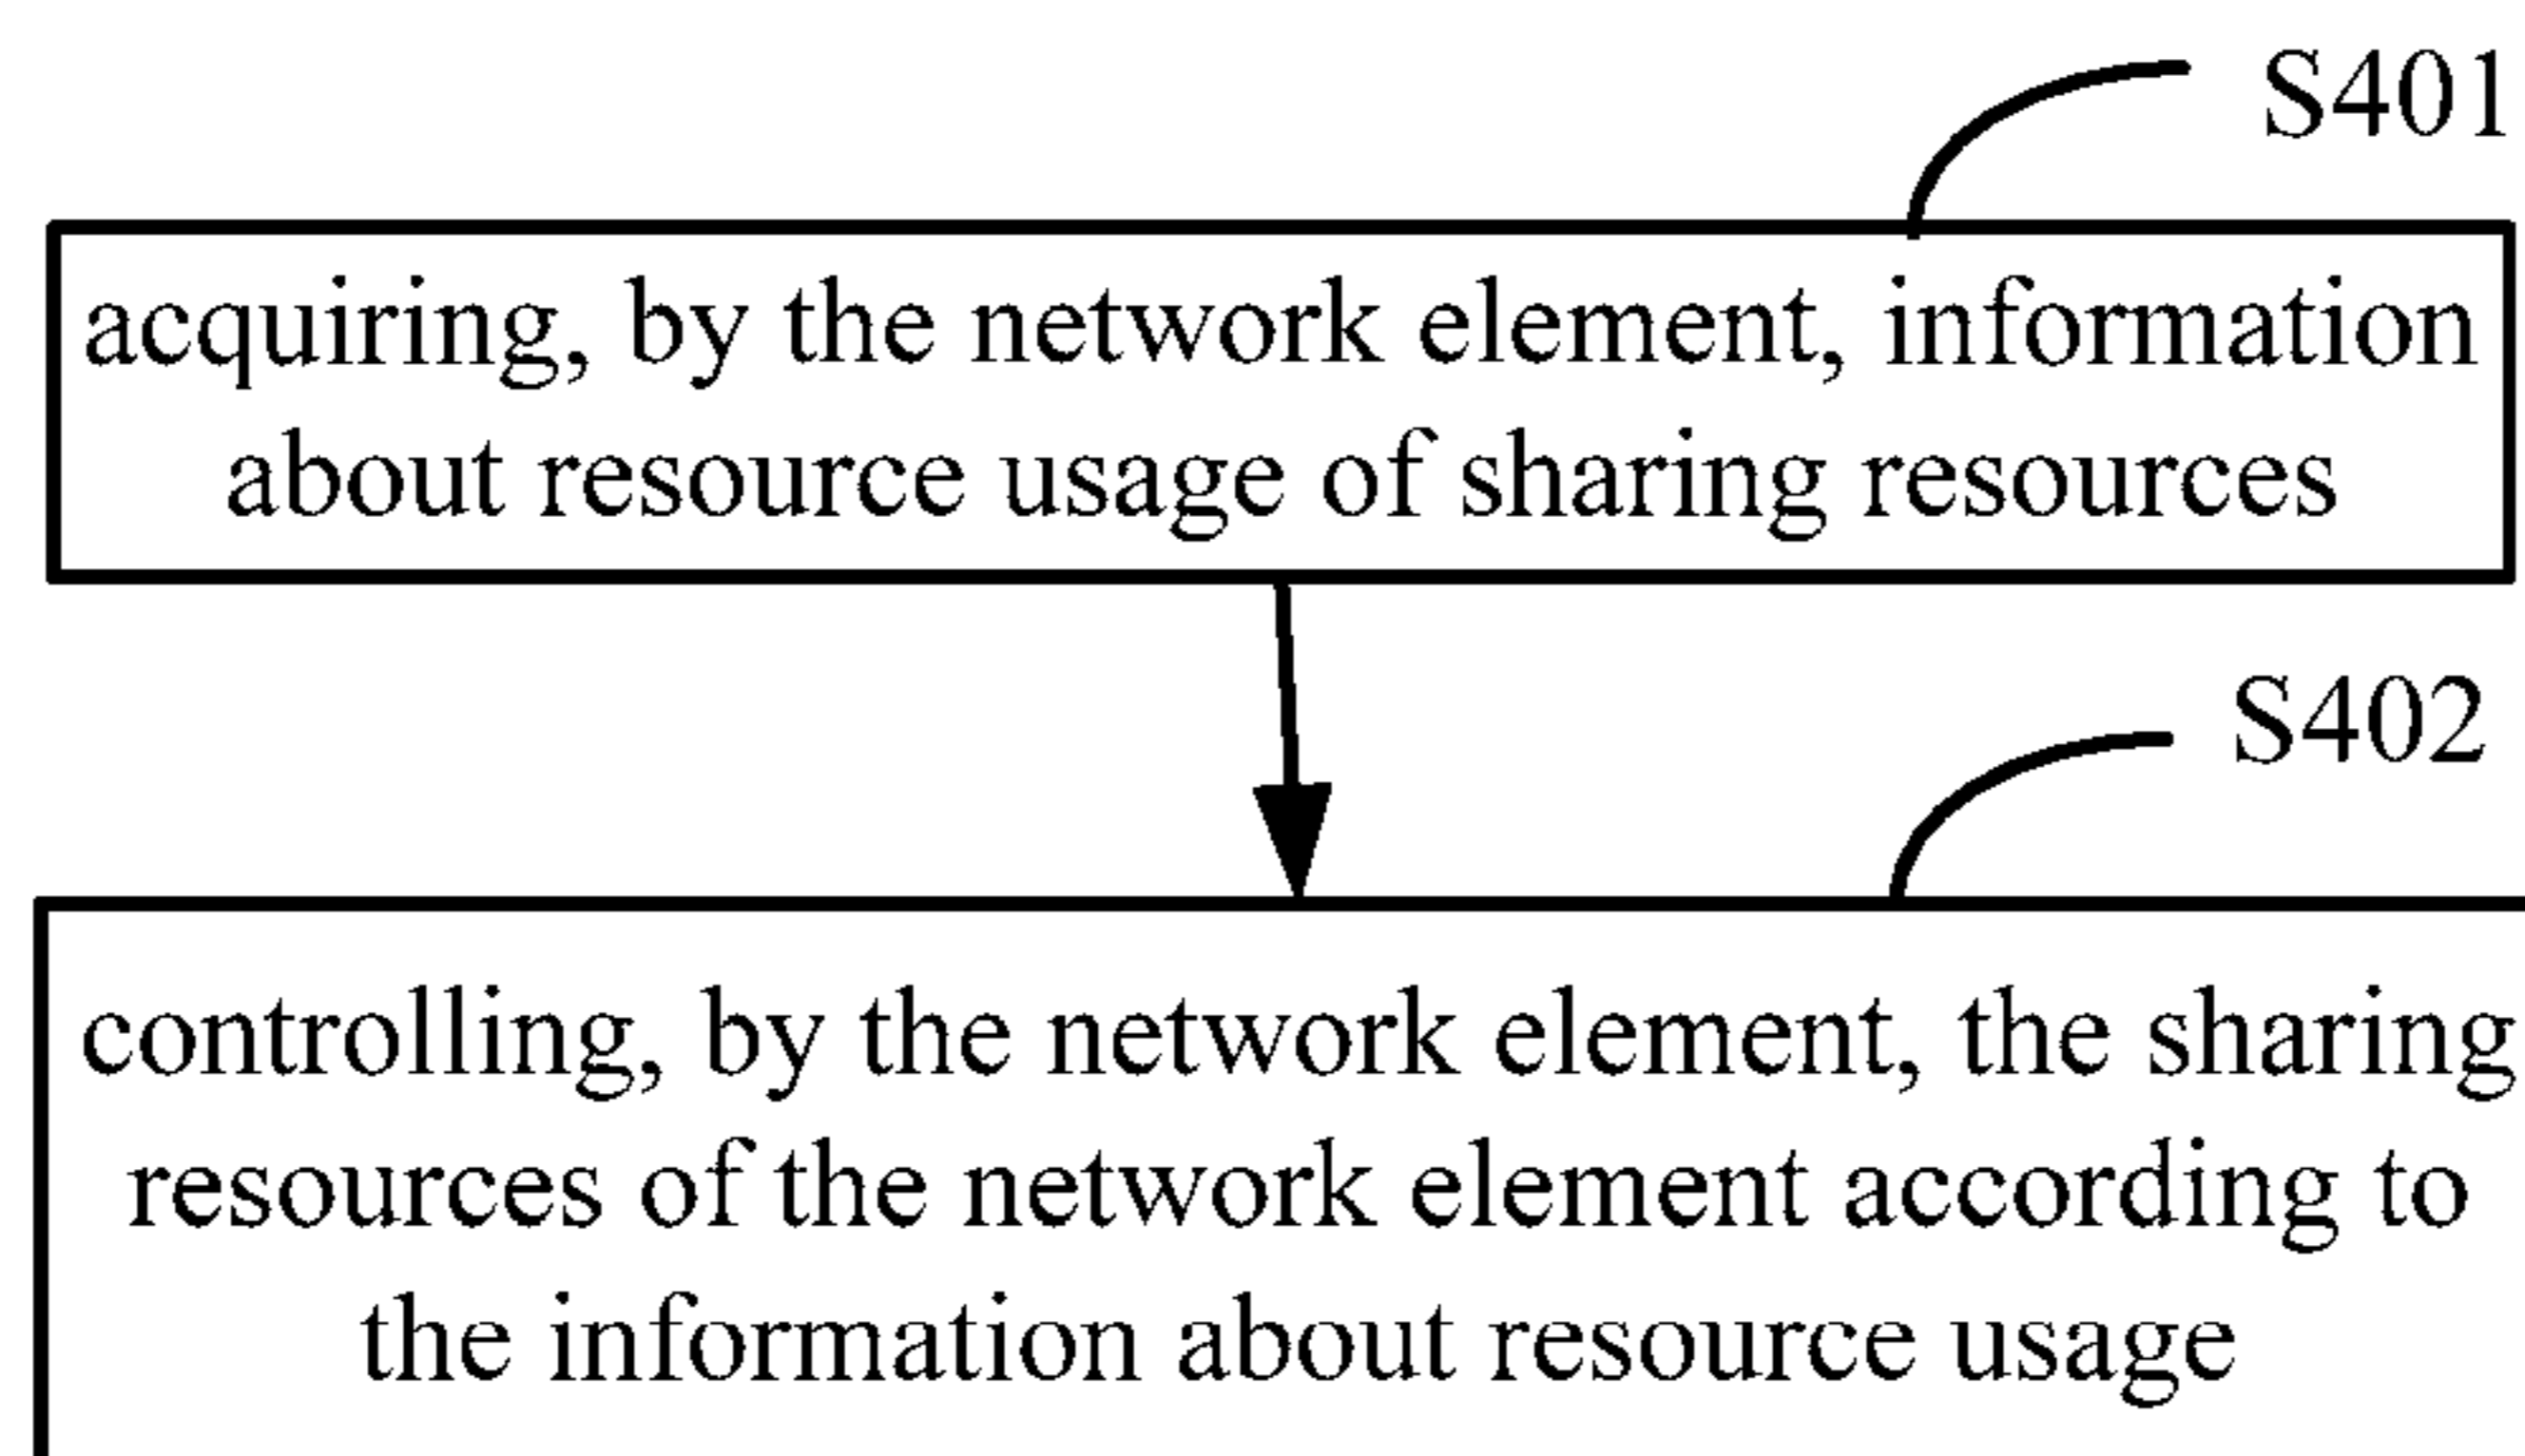 S401
acquiring, by the network element, information
about resource usage of sharing resources
S402
controlling, by the network element, the sharing
resources of the network element according to
the information about resource usage